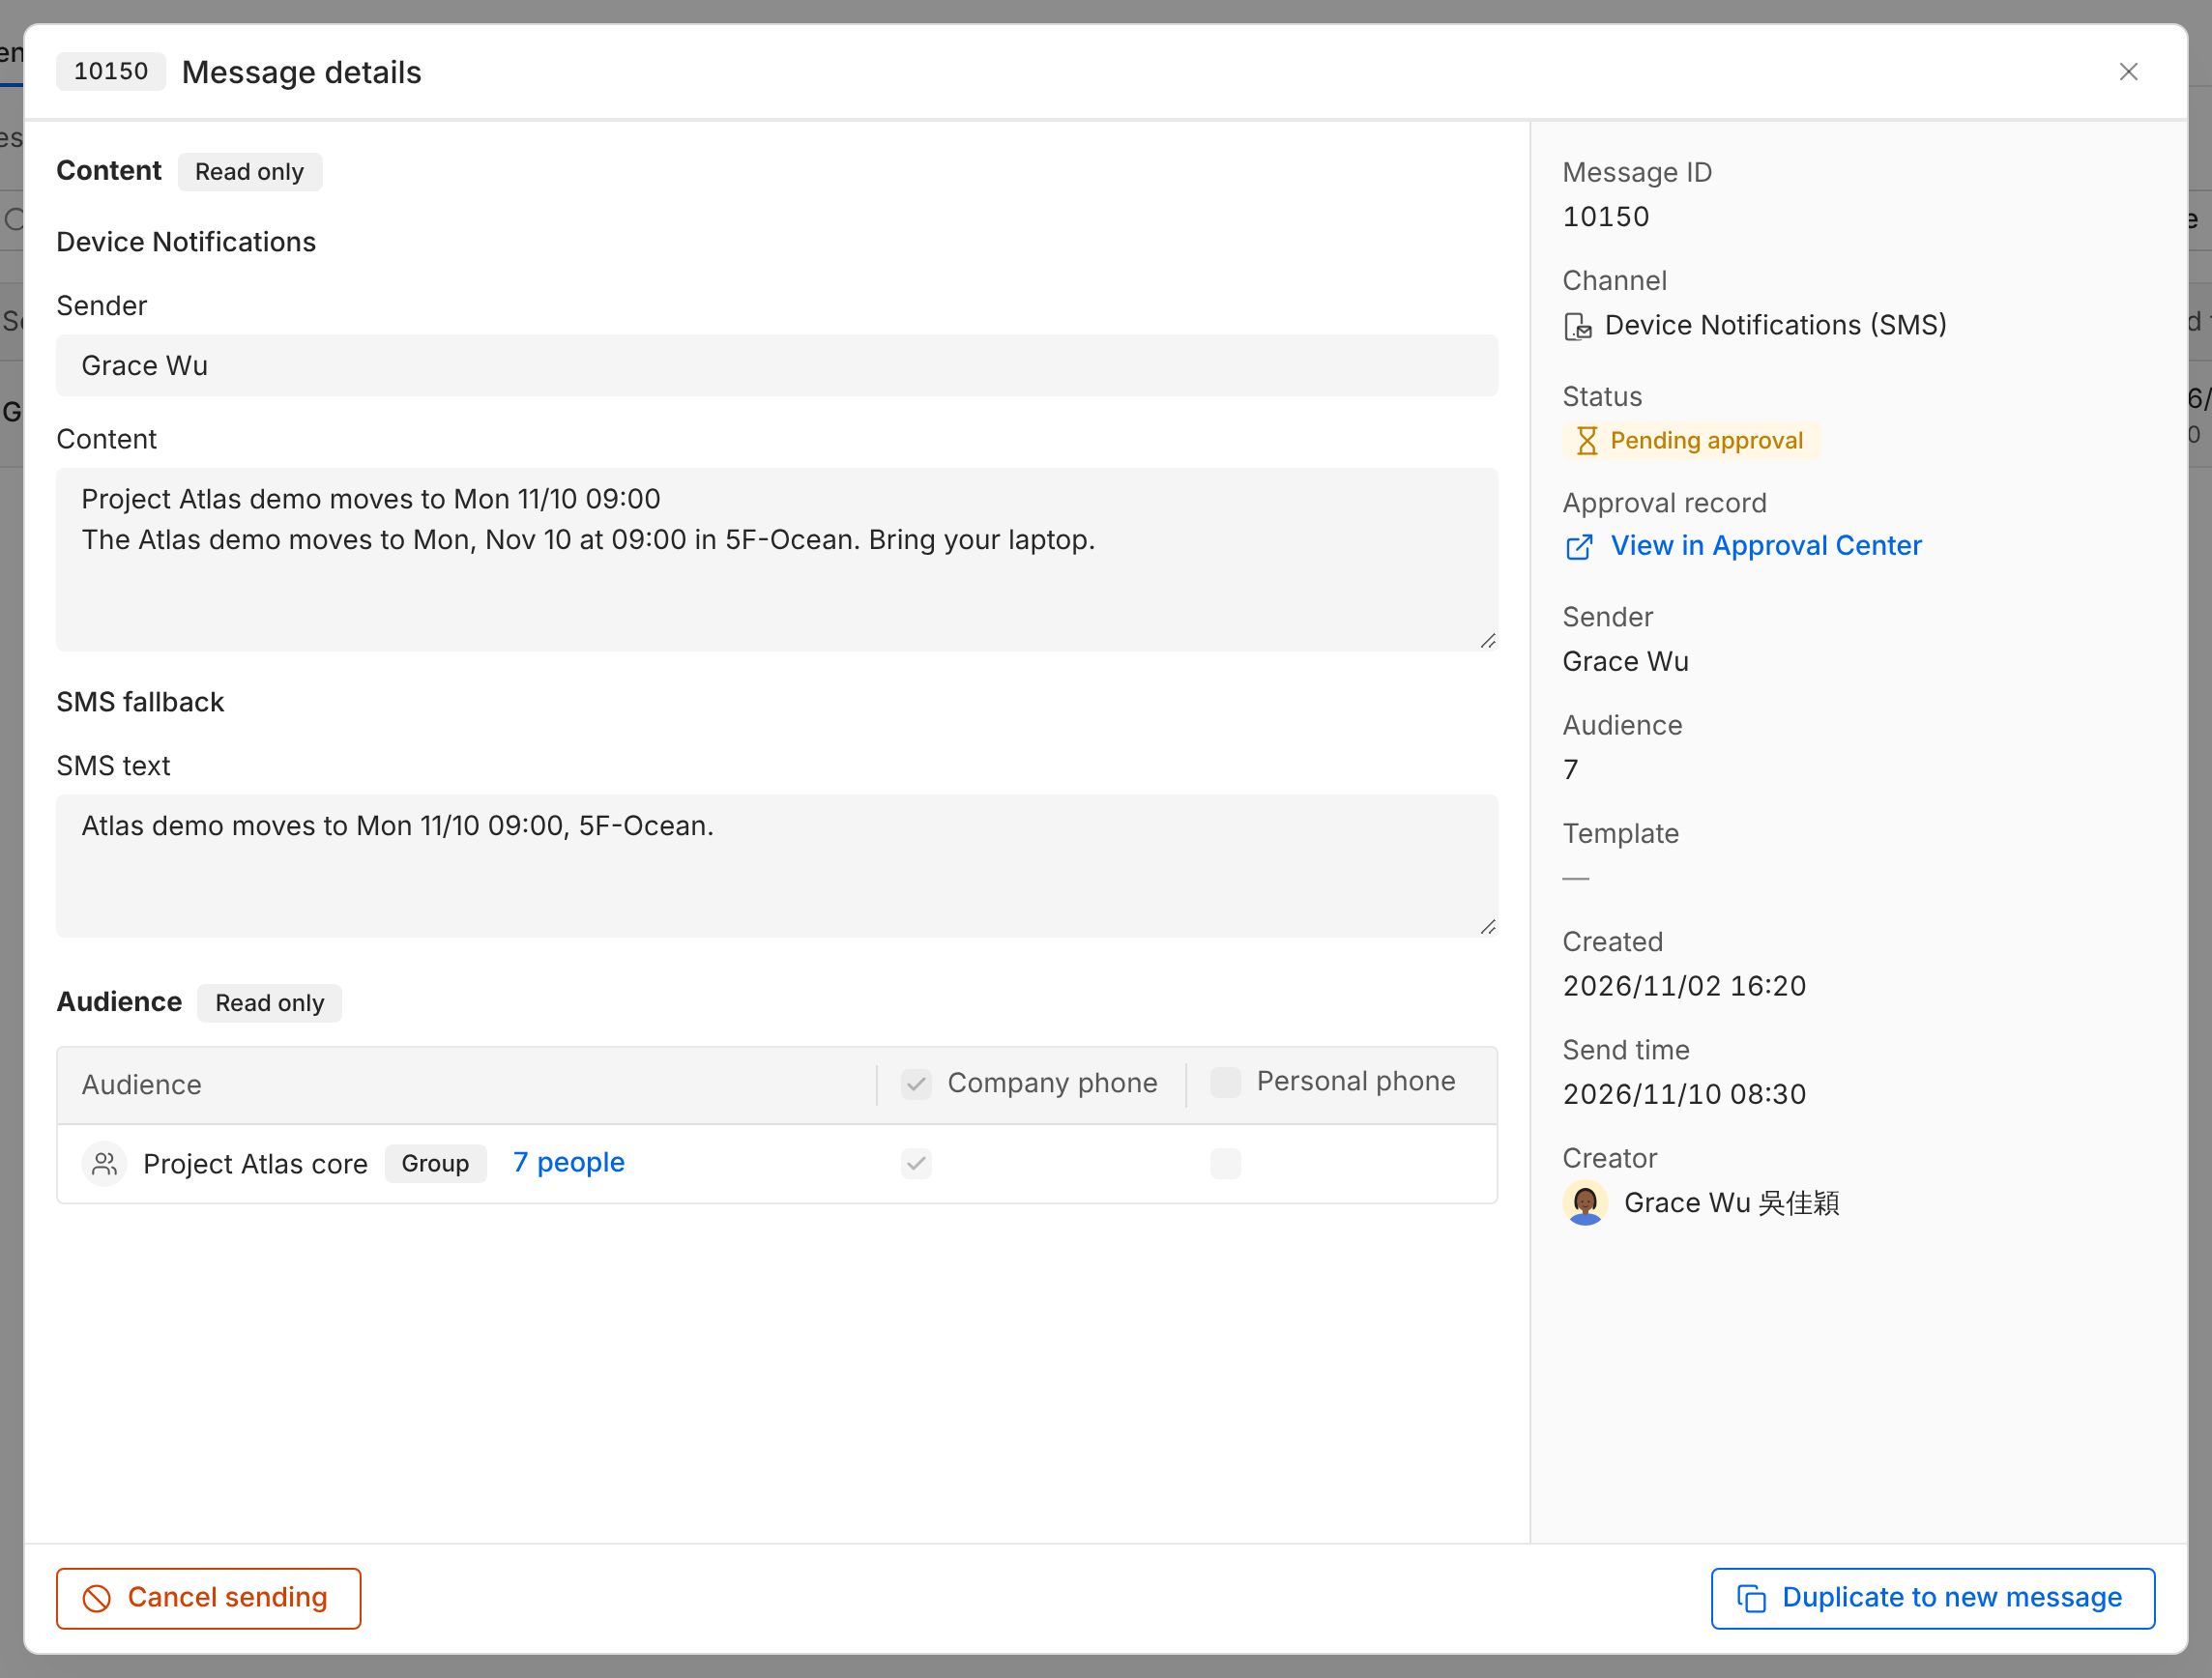 10150 Message details
Content Read only
Device Notifications
Sender
Grace Wu
Content
Project Atlas demo moves to Mon 11/10 09:00
The Atlas demo moves to Mon, Nov 10 at 09:00 in 5F-Ocean. Bring your laptop.
SMS fallback
SMS text
Atlas demo moves to Mon 11/10 09:00, 5F-Ocean.
Audience Read only
Audience Company phone Personal phone
Project Atlas core Group 7 people
Message ID
10150
Channel
Device Notifications (SMS)
Status
Pending approval
Approval record
View in Approval Center
Sender
Grace Wu
Audience
7
Template
—
Created
2026/11/02 16:20
Send time
2026/11/10 08:30
Creator
Grace Wu 吳佳穎
Cancel sending
Duplicate to new message